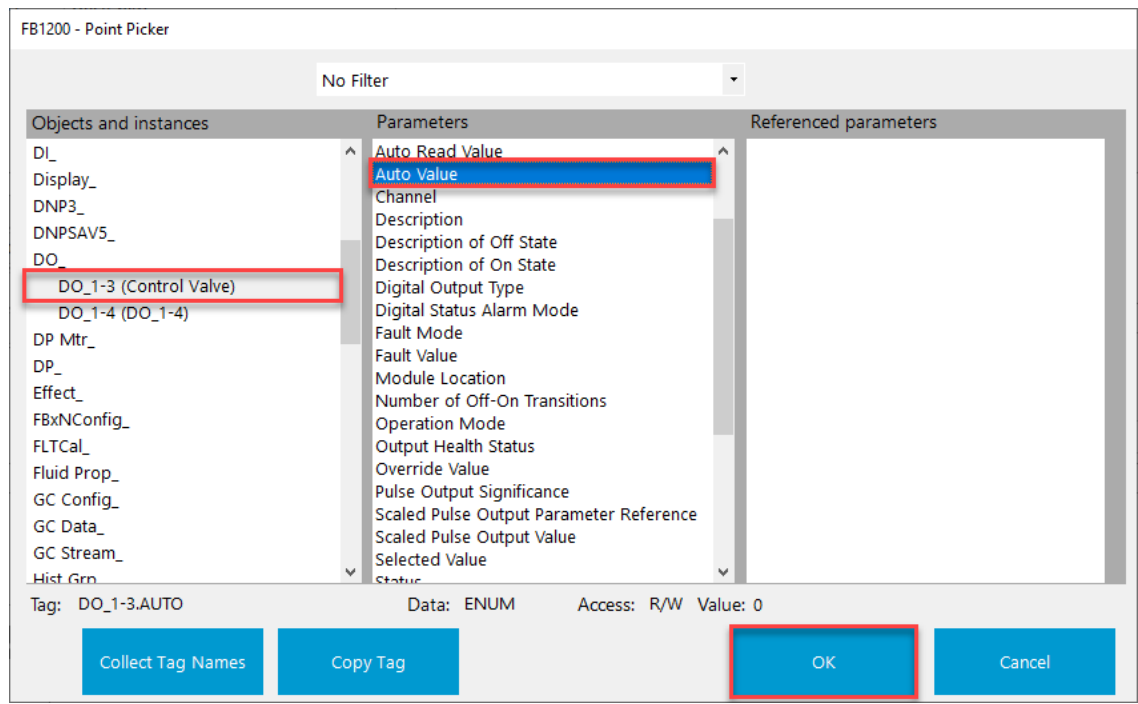 FB1200 - Point Picker
No Filter
Objects and instances
DI_
Display_
DNP3_
DNPSAV5_
DO_
DO_1-3 (Control Valve)
DO_1-4 (DO_1-4)
DP Mtr_
DP_
Effect_
FBxNConfig_
FLTCal_
Fluid Prop_
GC Config_
GC Data_
GC Stream_
Hist Grp
Parameters
Auto Read Value
Auto Value
Channel
Description
Description of Off State
Description of On State
Digital Output Type
Digital Status Alarm Mode
Fault Mode
Fault Value
Module Location
Number of Off-On Transitions
Operation Mode
Output Health Status
Override Value
Pulse Output Significance
Scaled Pulse Output Parameter Reference
Scaled Pulse Output Value
Selected Value
Status
Referenced parameters
Tag: DO_1-3.AUTO Data: ENUM Access: R/W Value: 0
Collect Tag Names
Copy Tag
OK
Cancel